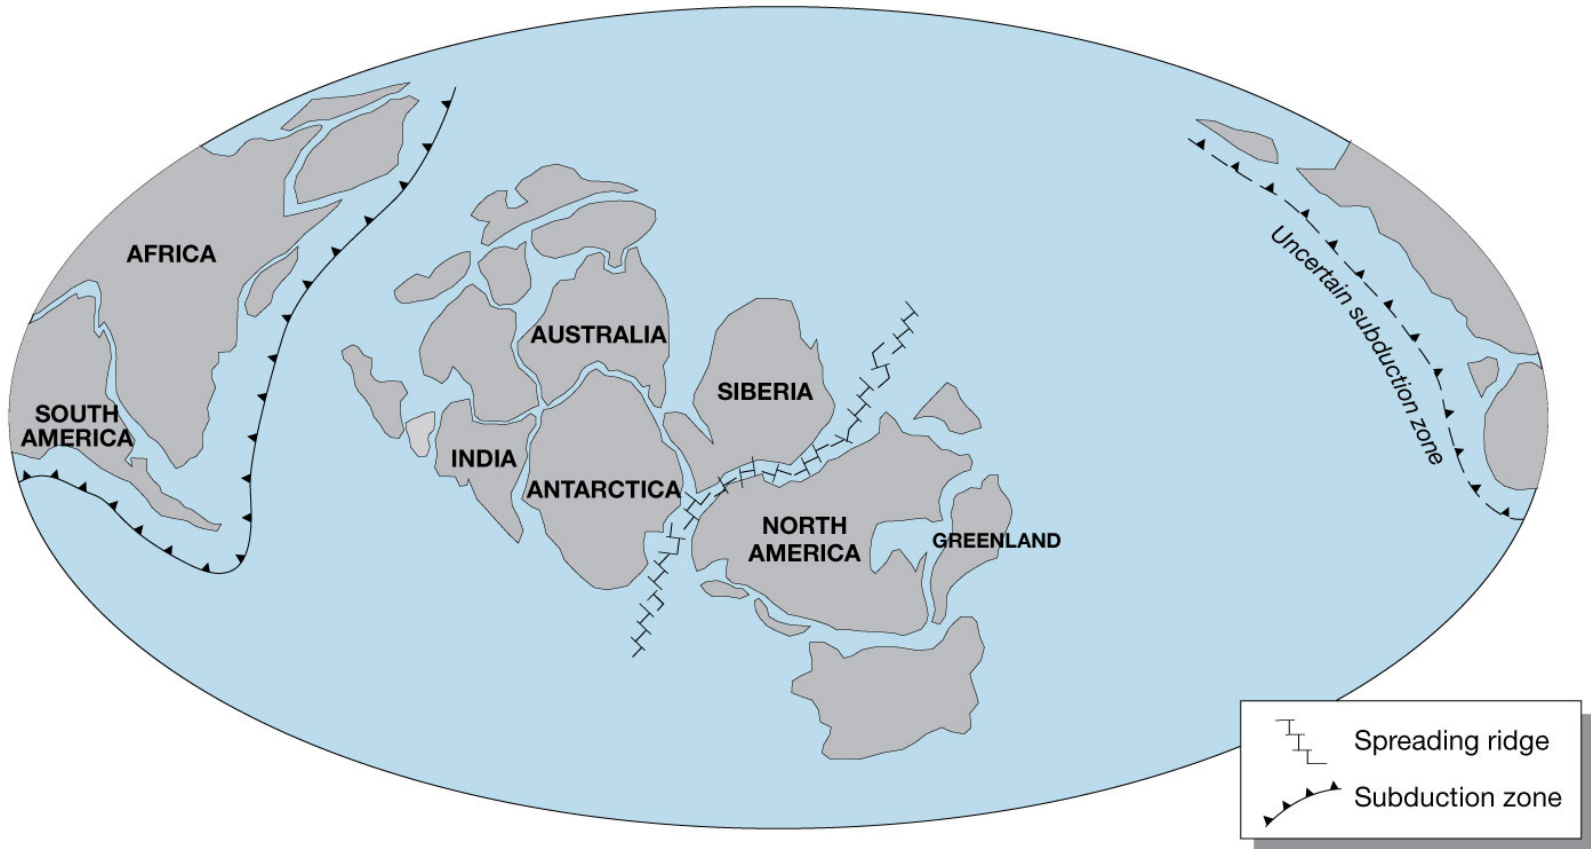 AFRICA
SOUTH
AMERICA
AUSTRALIA
SIBERIA
INDIA
ANTARCTICA
NORTH
AMERICA
GREENLAND
Uncertain subduction zone
Spreading ridge
Subduction zone